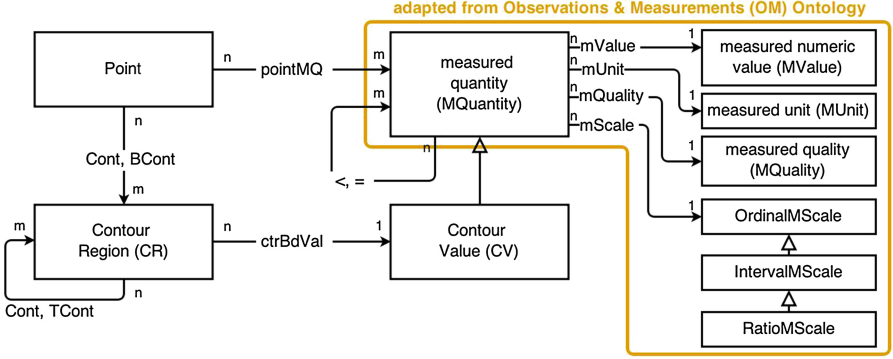 adapted from Observations & Measurements (OM) Ontology
Point
n
pointMQ
m
m
measured
quantity
(MQuantity)
n
mValue
1
measured numeric
value (MValue)
n
mUnit
1
measured unit (MUnit)
n
mQuality
1
measured quality
(MQuality)
n
mScale
1
OrdinalMScale
IntervalMScale
RatioMScale
n
<, =
n
Cont, BCont
m
m
Contour
Region (CR)
n
ctrBdVal
1
Contour
Value (CV)
n
Cont, TCont